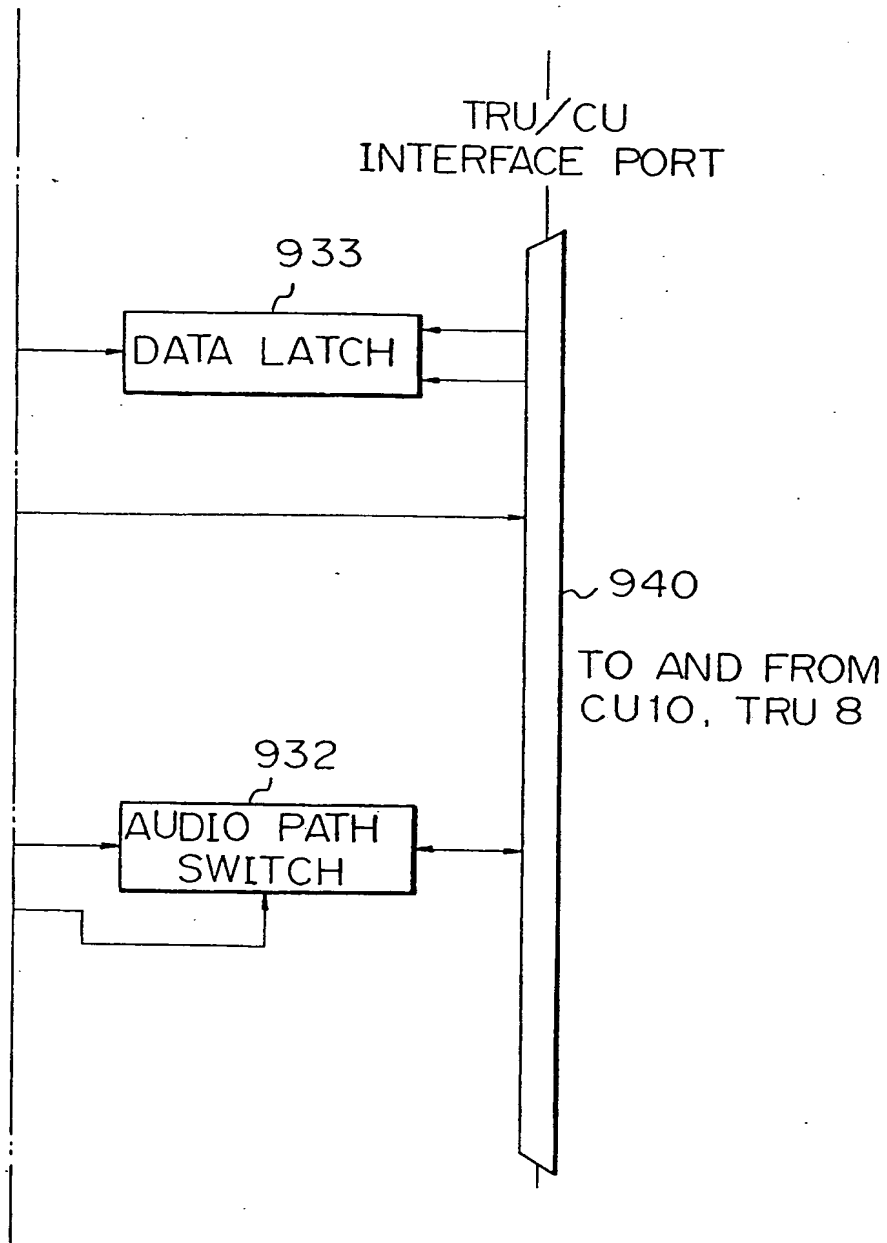 TRU/CU
INTERFACE PORT
933
DATA LATCH
940
TO AND FROM
CU10, TRU 8
932
AUDIO PATH
SWITCH